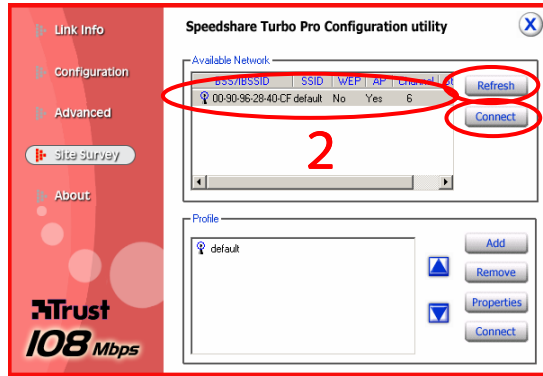 Link Info
Configuration
Advanced
Site Survey
About
Trust
108 Mbps
Speedshare Turbo Pro Configuration utility
X
Available Network
BSS/IBSSID SSID WEP AP Channel St
00-90-96-28-40-CF default No Yes 6
2
Refresh
Connect
Profile
default
Add
Remove
Properties
Connect